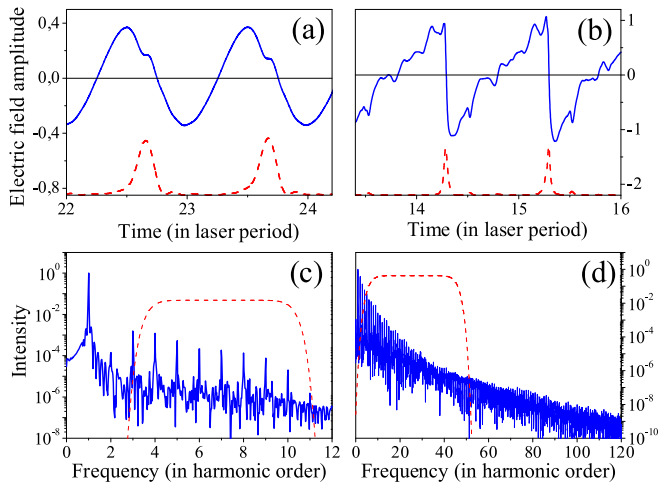 Electric field amplitude
0,4
0,0
-0,4
-0,8
(a)
22 23 24
Time (in laser period)
(b)
1
0
-1
-2
14 15 16
Time (in laser period)
Intensity
10^0
10^-2
10^-4
10^-6
10^-8
(c)
0 2 4 6 8 10 12
Frequency (in harmonic order)
(d)
10^0
10^-2
10^-4
10^-6
10^-8
10^-10
0 20 40 60 80 100 120
Frequency (in harmonic order)